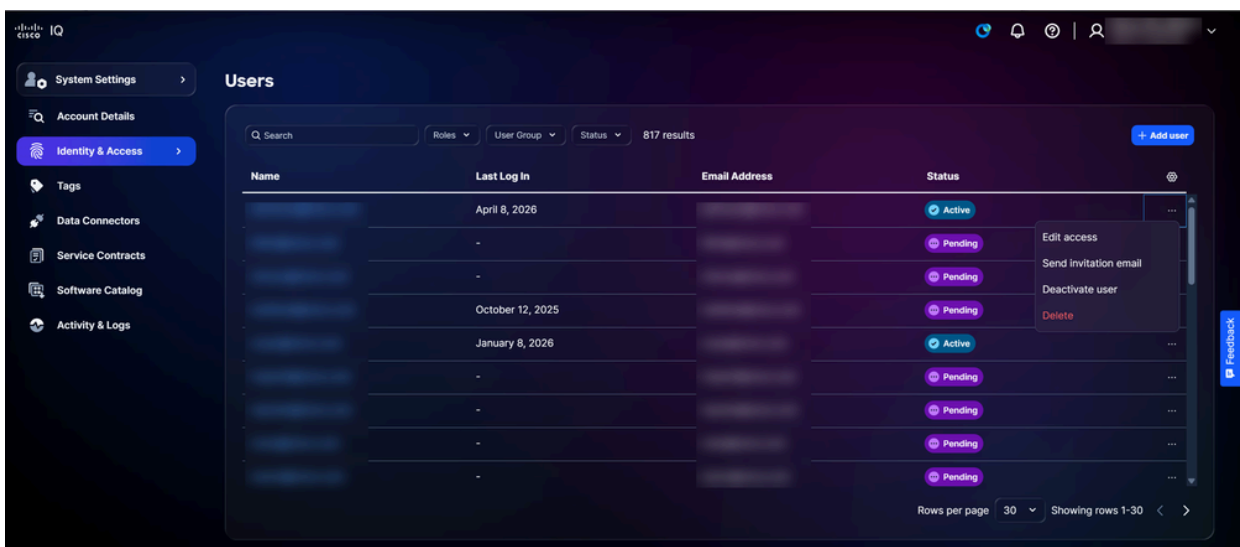 cisco IQ
System Settings
Account Details
Identity & Access
Tags
Data Connectors
Service Contracts
Software Catalog
Activity & Logs
Users
Search Roles User Group Status 817 results + Add user
Name Last Log In Email Address Status
April 8, 2026 Active ...
- Pending
- Pending
October 12, 2025 Pending
January 8, 2026 Active ...
- Pending ...
- Pending ...
- Pending ...
- Pending ...
Edit access
Send invitation email
Deactivate user
Delete
Rows per page 30 Showing rows 1-30
Feedback